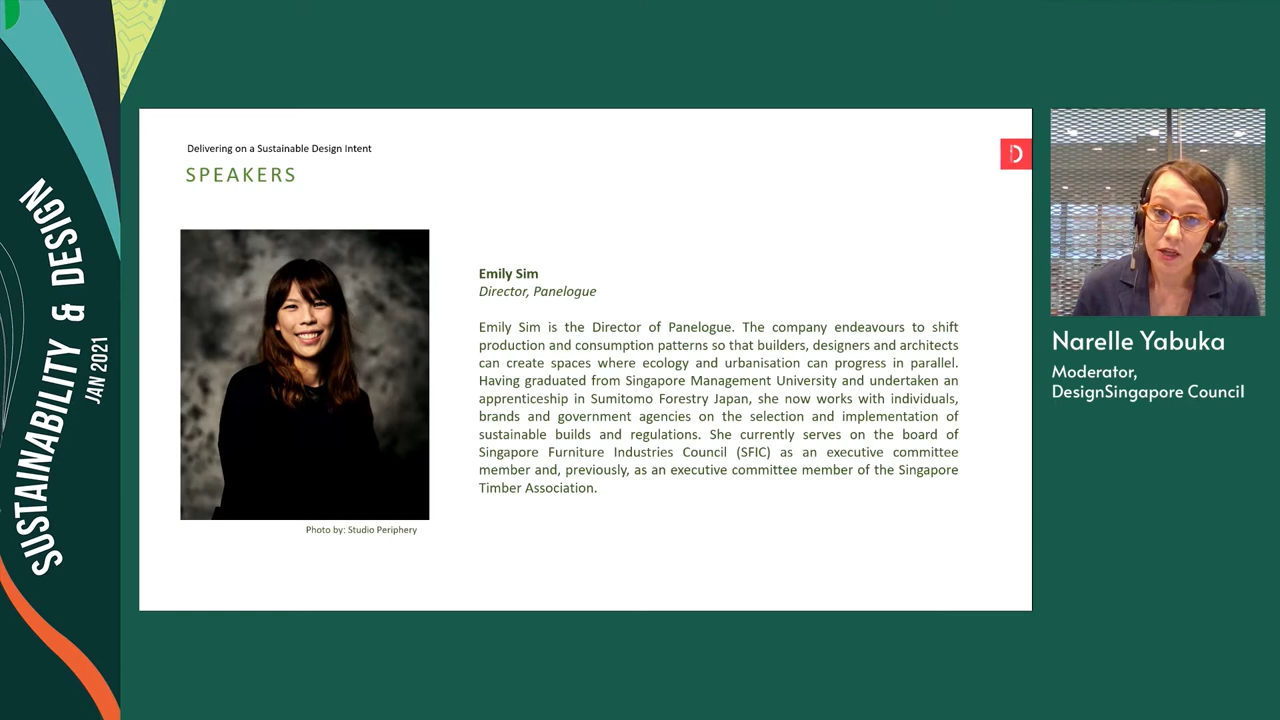 SUSTAINABILITY & DESIGN
JAN 2021
Delivering on a Sustainable Design Intent
SPEAKERS
D
Emily Sim
Director, Panelogue
Emily Sim is the Director of Panelogue. The company endeavours to shift
production and consumption patterns so that builders, designers and architects
can create spaces where ecology and urbanisation can progress in parallel.
Having graduated from Singapore Management University and undertaken an
apprenticeship in Sumitomo Forestry Japan, she now works with individuals,
brands and government agencies on the selection and implementation of
sustainable builds and regulations. She currently serves on the board of
Singapore Furniture Industries Council (SFIC) as an executive committee
member and, previously, as an executive committee member of the Singapore
Timber Association.
Photo by: Studio Periphery
Narelle Yabuka
Moderator,
DesignSingapore Council